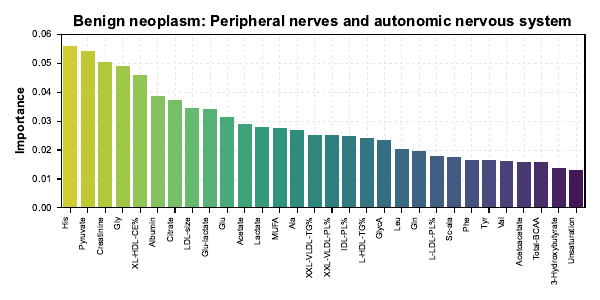 Benign neoplasm: Peripheral nerves and autonomic nervous system
Importance
0.06
0.05
0.04
0.03
0.02
0.01
0.00
His
Pyruvate
Creatinine
Gly
XL-HDL-CE%
Albumin
Citrate
LDL-size
Glu-lactate
Glu
Acetate
Lactate
MUFA
Ala
XXL-VLDL-TG%
XXL-VLDL-PL%
IDL-PL%
L-HDL-TG%
GlycA
Leu
Gln
L-LDL-PL%
Sc-ala
Phe
Tyr
Val
Acetoacetate
Total-BCAA
3-Hydroxybutyrate
Unsaturation